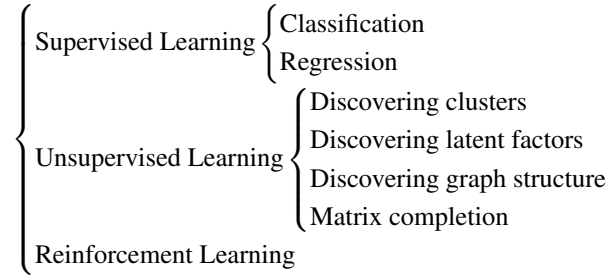 Supervised Learning
Classification
Regression
Unsupervised Learning
Discovering clusters
Discovering latent factors
Discovering graph structure
Matrix completion
Reinforcement Learning